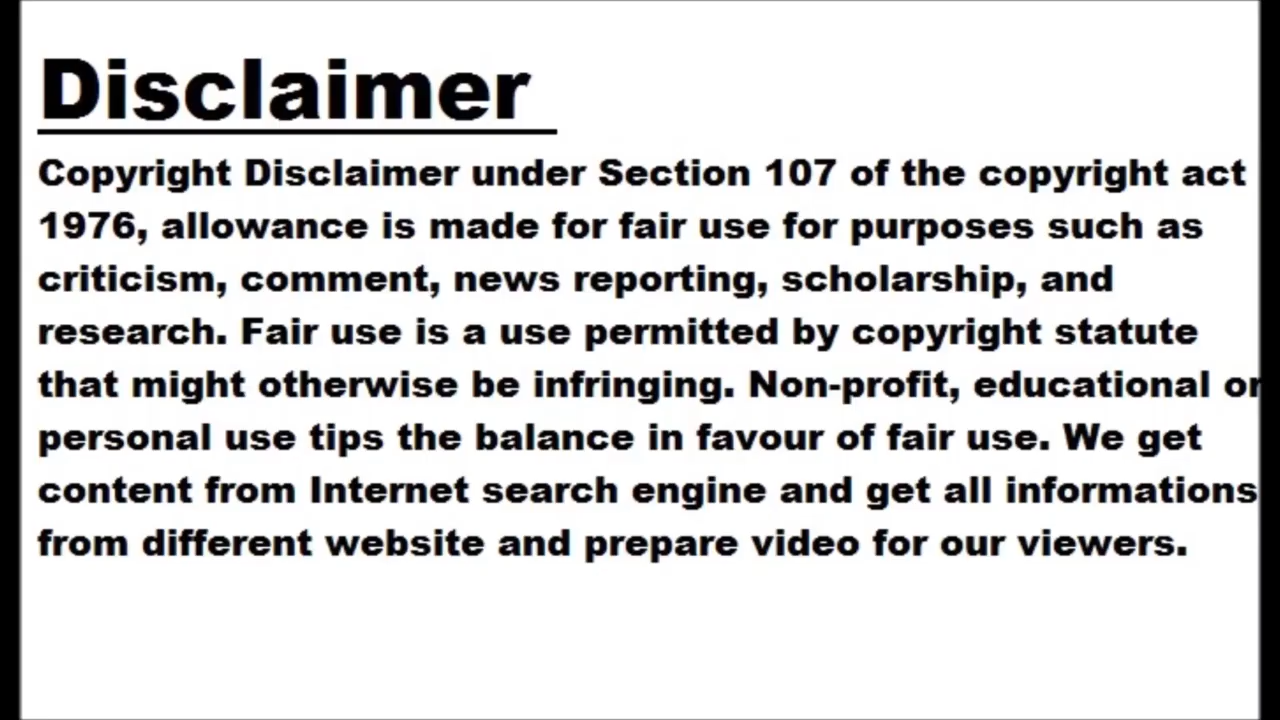 Disclaimer
Copyright Disclaimer under Section 107 of the copyright act
1976, allowance is made for fair use for purposes such as
criticism, comment, news reporting, scholarship, and
research. Fair use is a use permitted by copyright statute
that might otherwise be infringing. Non-profit, educational or
personal use tips the balance in favour of fair use. We get
content from Internet search engine and get all informations
from different website and prepare video for our viewers.